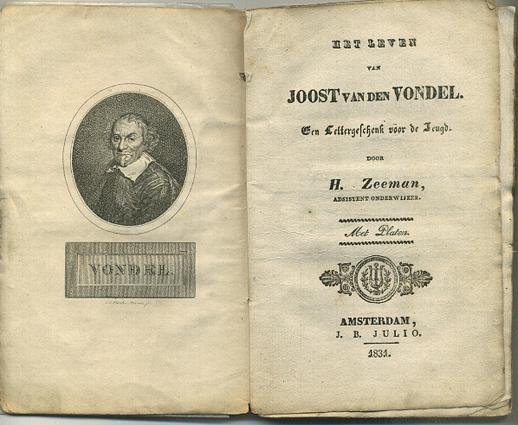 VONDEL.
HET LEVEN
VAN
JOOST VAN DEN VONDEL.
Een Lettergeschenk voor de Jeugd.
DOOR
H. Zeeman,
ADSISTENT ONDERWIJZER.
Met Platen.
AMSTERDAM,
J. B. JULIO.
1831.